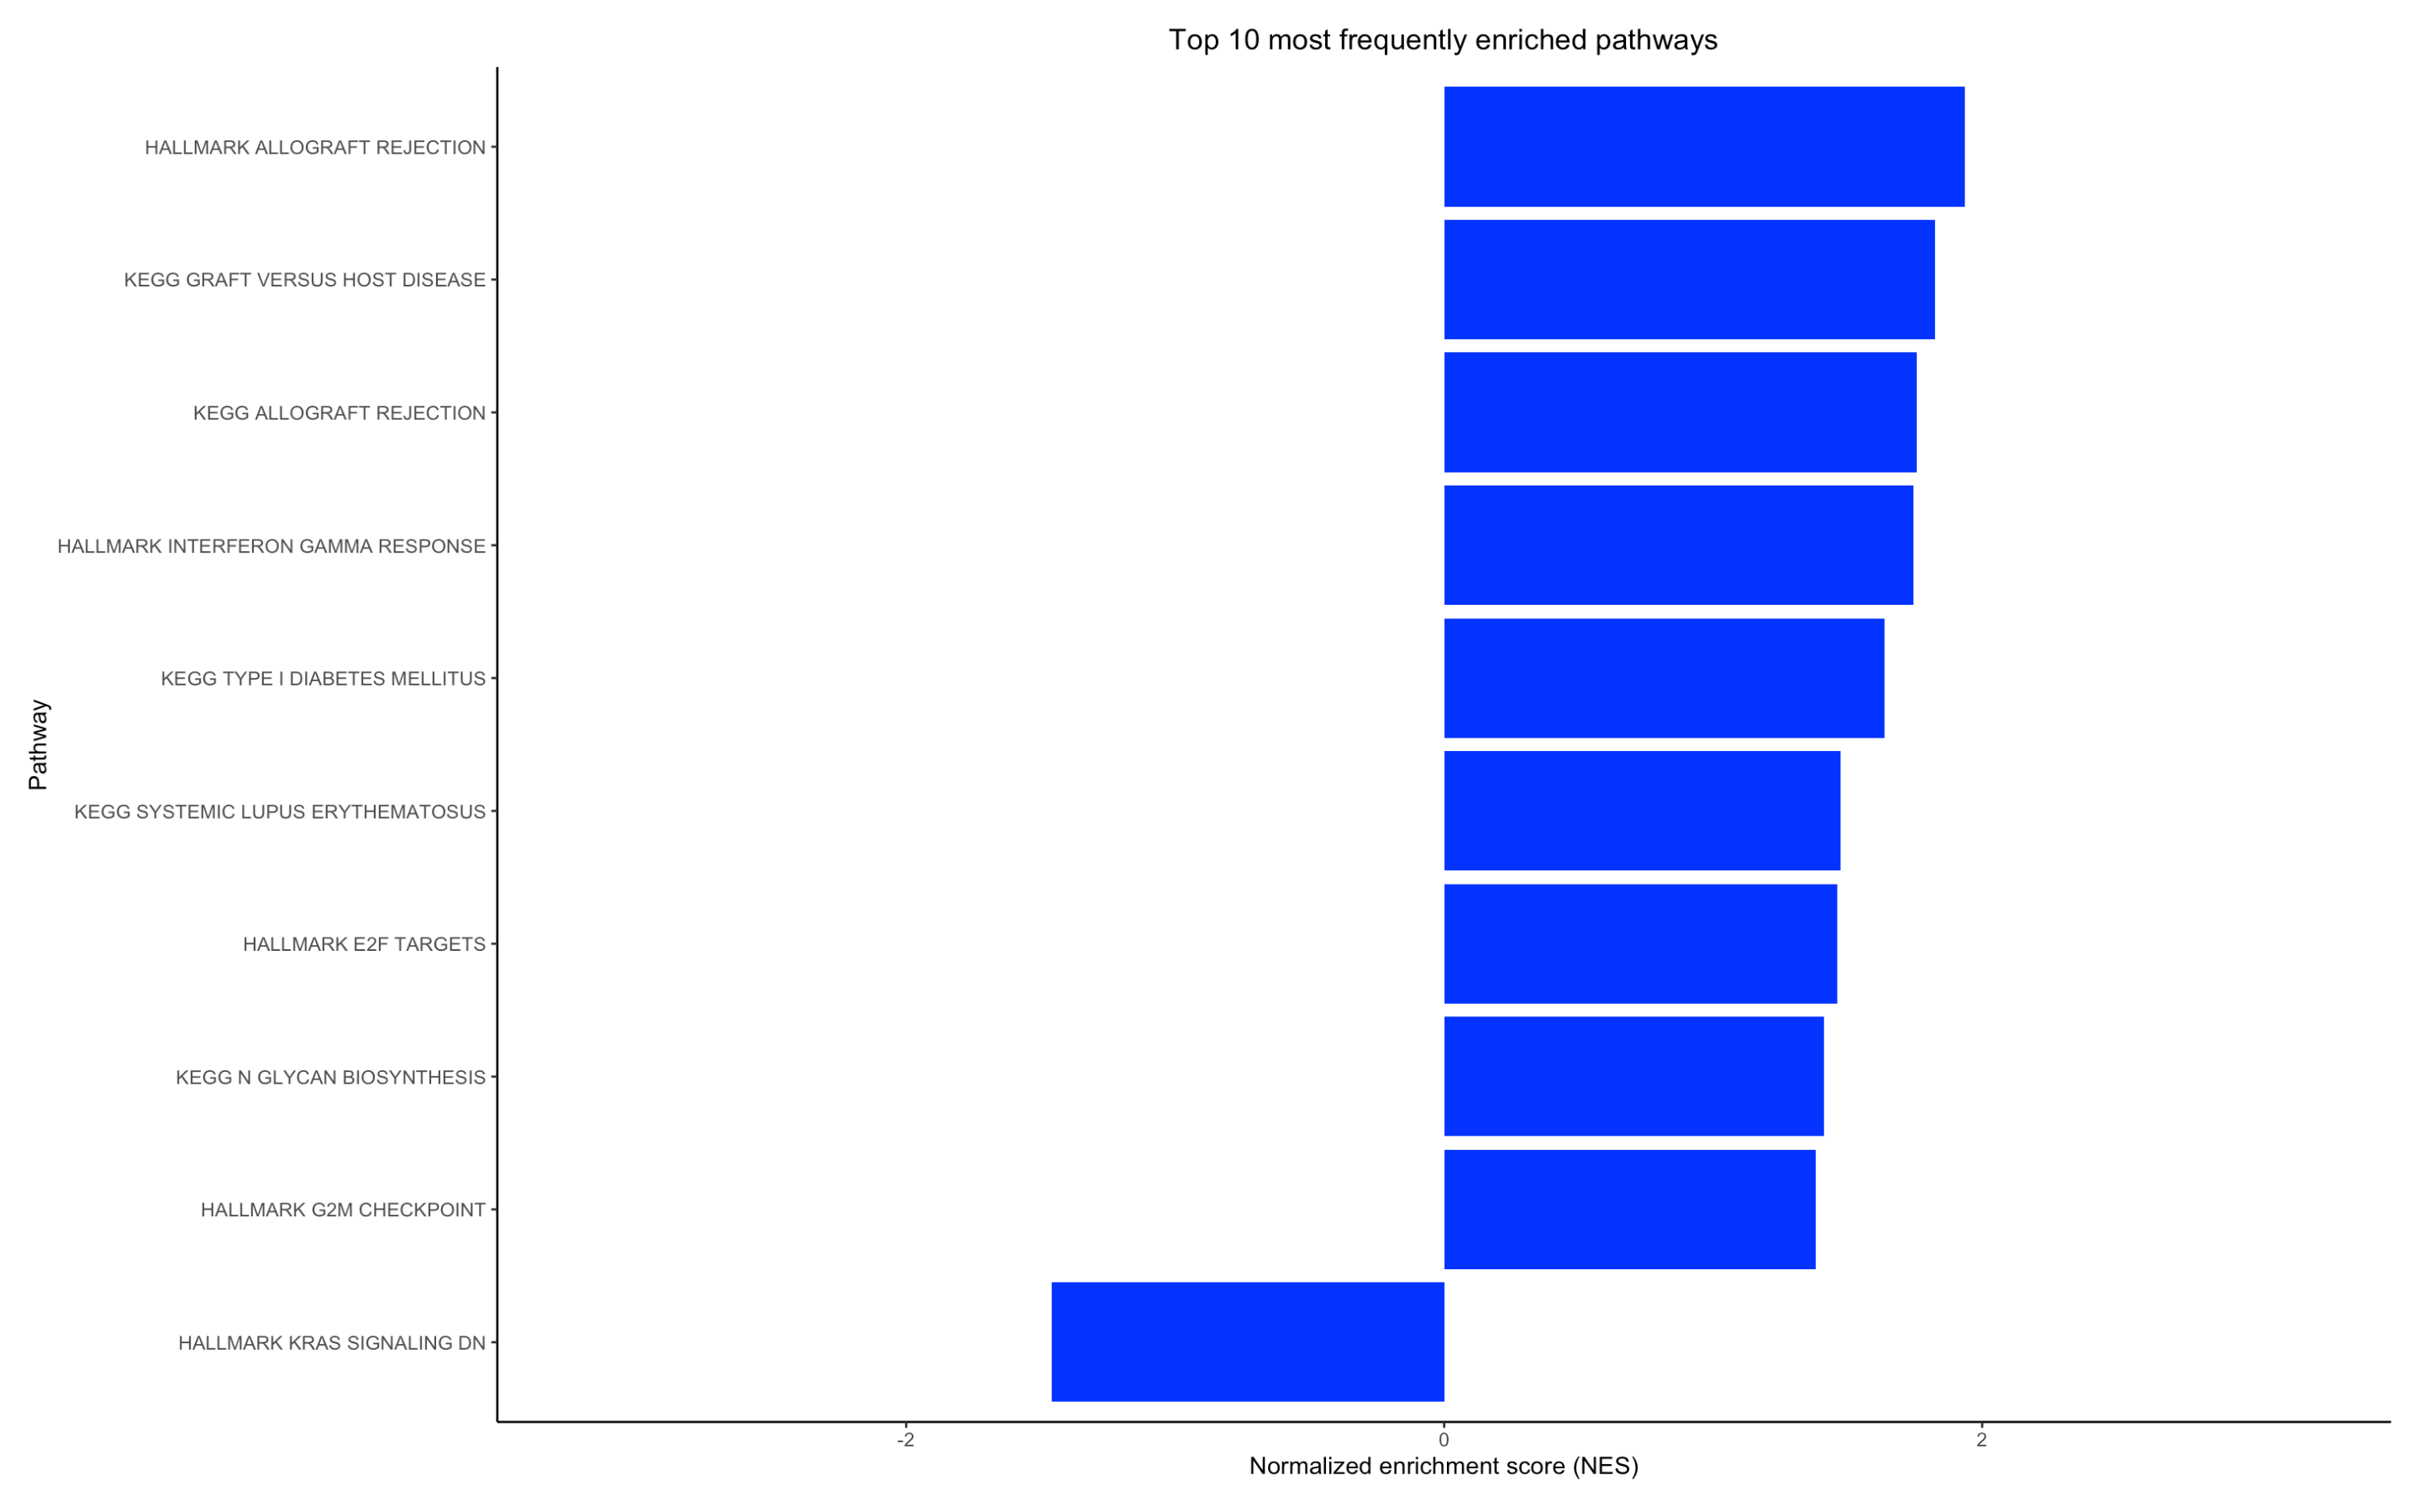 Top 10 most frequently enriched pathways
HALLMARK ALLOGRAFT REJECTION
KEGG GRAFT VERSUS HOST DISEASE
KEGG ALLOGRAFT REJECTION
HALLMARK INTERFERON GAMMA RESPONSE
KEGG TYPE I DIABETES MELLITUS
Pathway
KEGG SYSTEMIC LUPUS ERYTHEMATOSUS
HALLMARK E2F TARGETS
KEGG N GLYCAN BIOSYNTHESIS
HALLMARK G2M CHECKPOINT
HALLMARK KRAS SIGNALING DN
-2 0 2
Normalized enrichment score (NES)